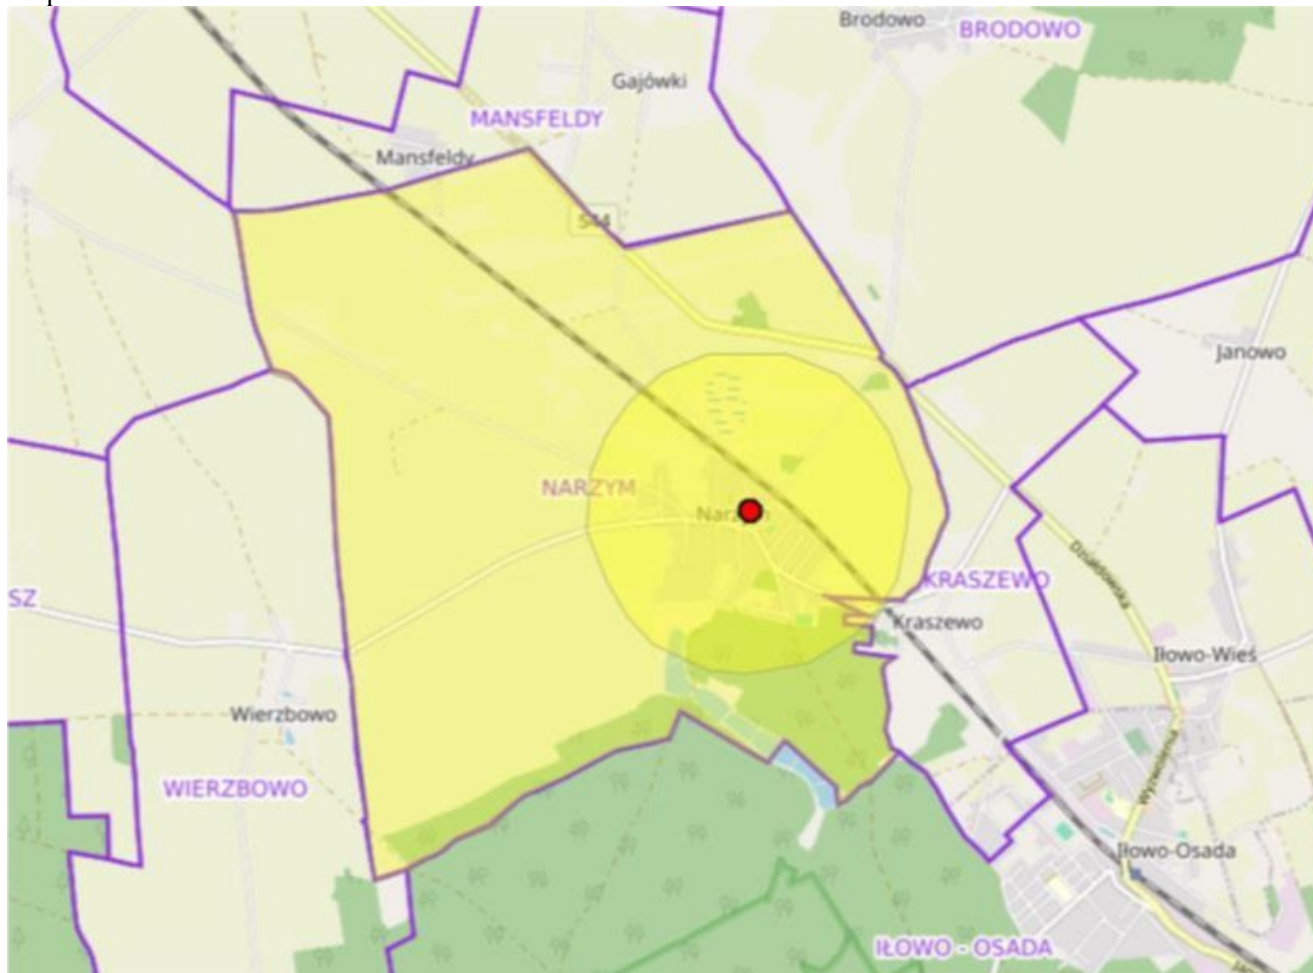 Brodowo
BRODOWO
Gajówki
MANSFELDY
Mansfeldy
544
Janowo
NARZYM
Działdowska
KRASZEWO
SZ
Kraszewo
Iłowo-Wieś
Wierzbowo
Wyzwolenia
WIERZBOWO
Iłowo-Osada
IŁOWO - OSADA